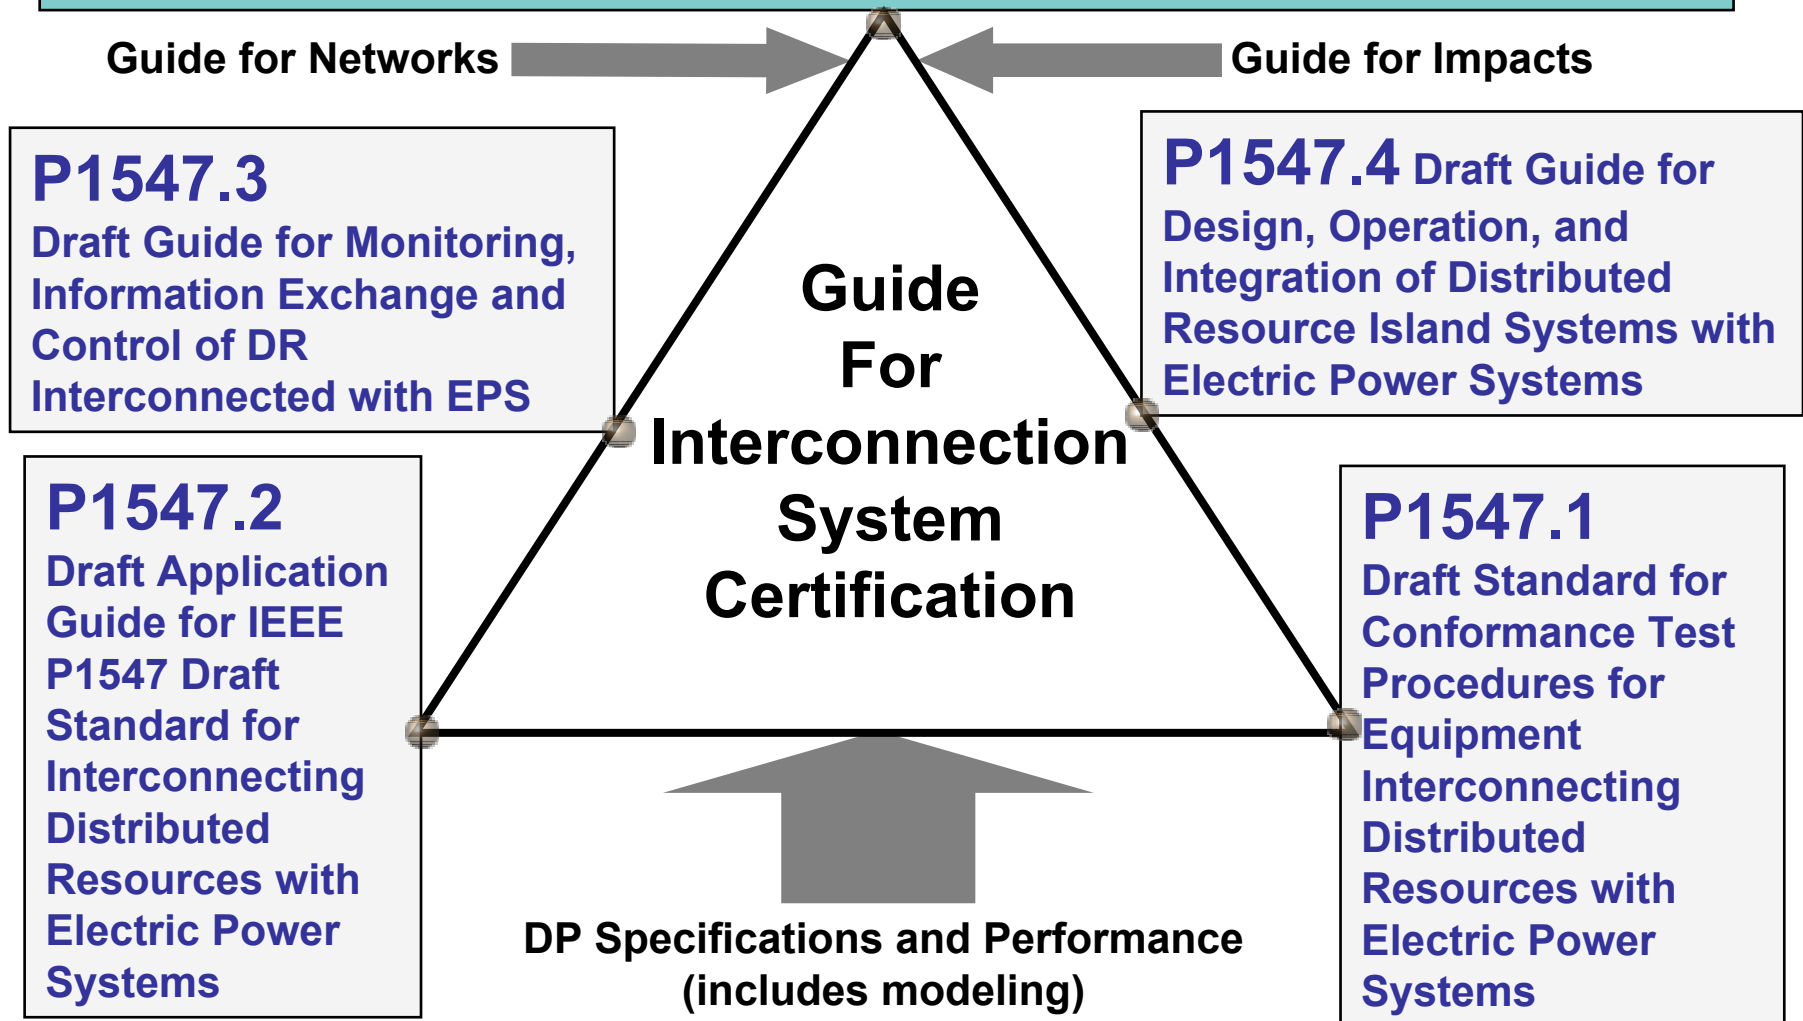 Guide for Networks
Guide for Impacts
P1547.3
Draft Guide for Monitoring,
Information Exchange and
Control of DR
Interconnected with EPS
P1547.4 Draft Guide for
Design, Operation, and
Integration of Distributed
Resource Island Systems with
Electric Power Systems
Guide
For
Interconnection
System
Certification
P1547.2
Draft Application
Guide for IEEE
P1547 Draft
Standard for
Interconnecting
Distributed
Resources with
Electric Power
Systems
P1547.1
Draft Standard for
Conformance Test
Procedures for
Equipment
Interconnecting
Distributed
Resources with
Electric Power
Systems
DP Specifications and Performance
(includes modeling)